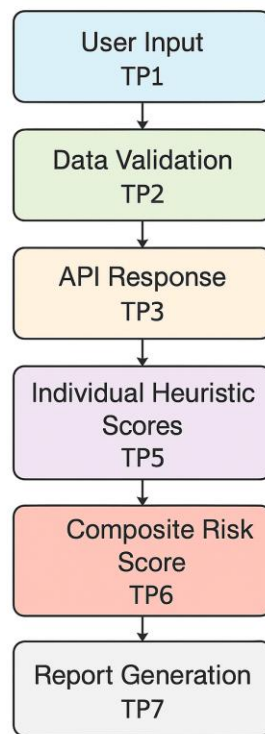 User Input
TP1
Data Validation
TP2
API Response
TP3
Individual Heuristic
Scores
TP5
Composite Risk
Score
TP6
Report Generation
TP7